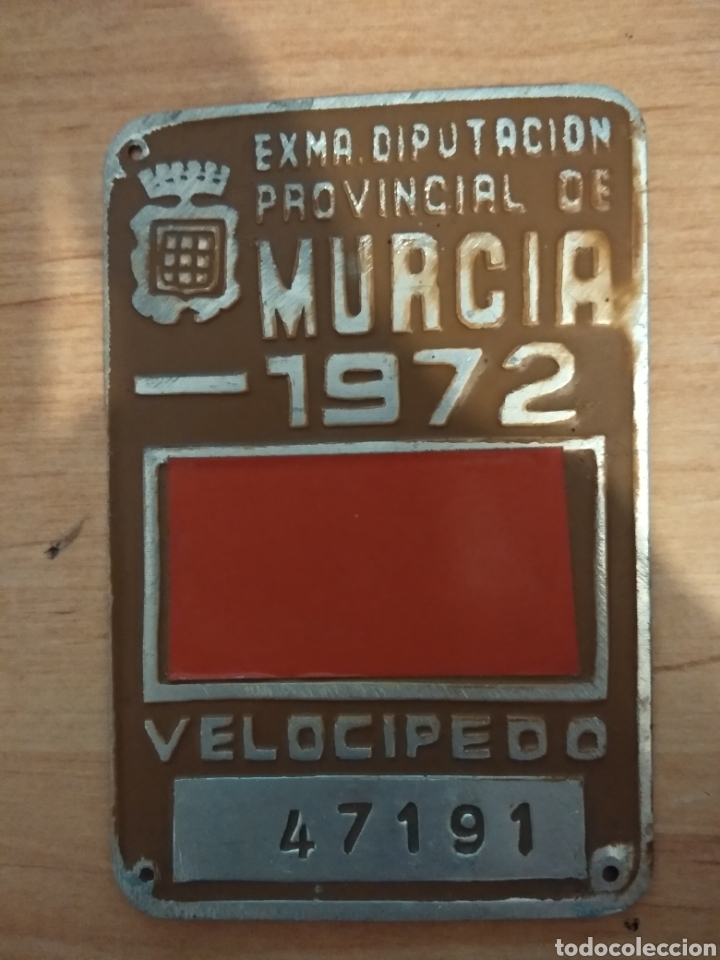 EXMA. DIPUTACION
PROVINCIAL DE
MURCIA
—1972
VELOCIPEDO
47191
todocoleccion